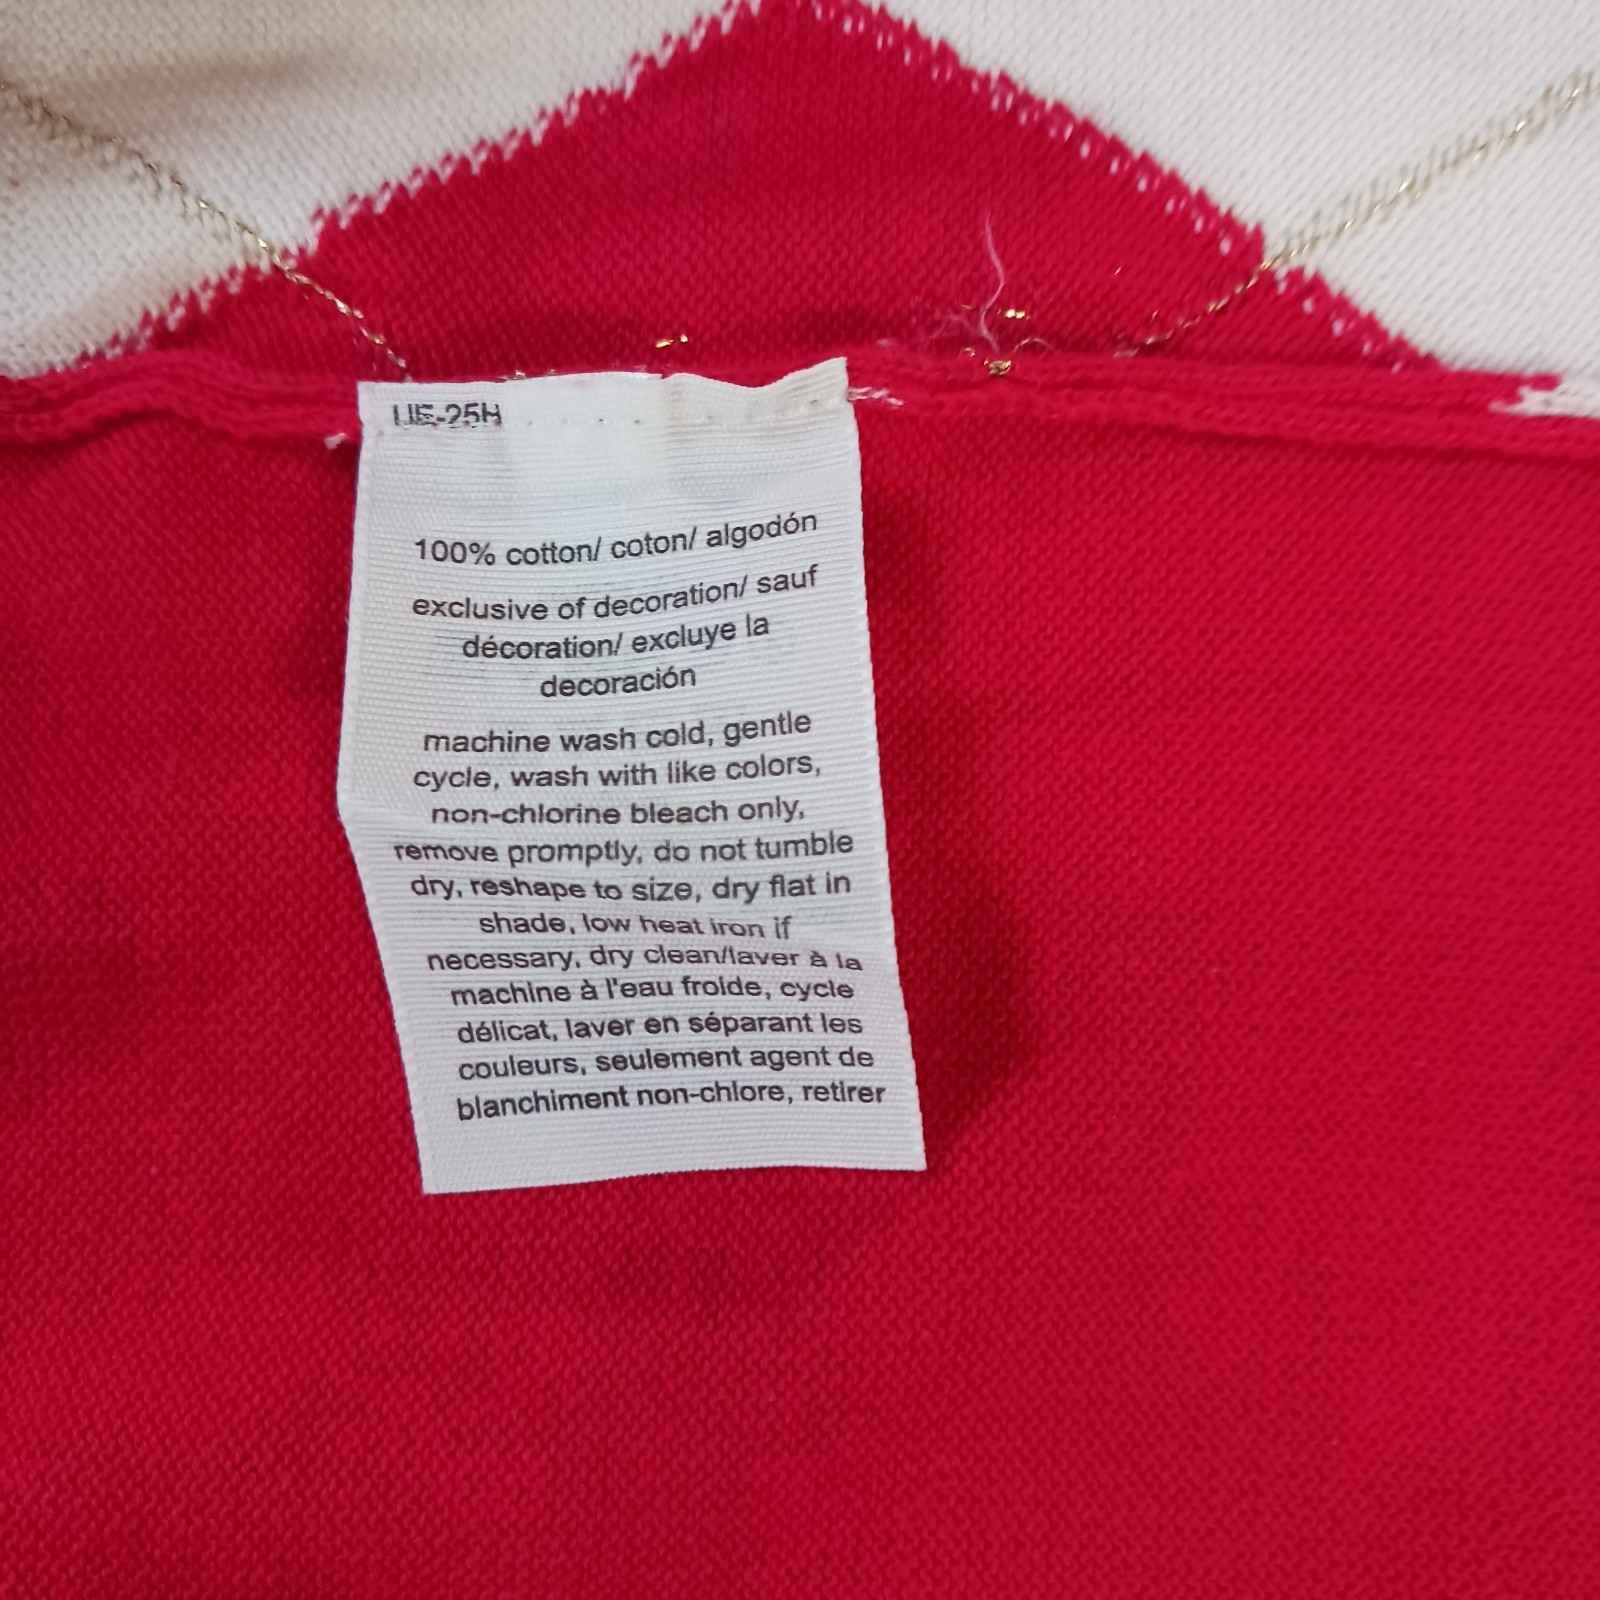 100% cotton/ coton/ algodón
exclusive of decoration/ sauf
décoration/ excluye la
decoración
machine wash cold, gentle
cycle, wash with like colors,
non-chlorine bleach only,
remove promptly, do not tumble
dry, reshape to size, dry flat in
shade, low heat iron if
necessary, dry clean/laver à la
machine à l'eau froide, cycle
délicat, laver en séparant les
couleurs, seulement agent de
blanchiment non-chlore, retirer